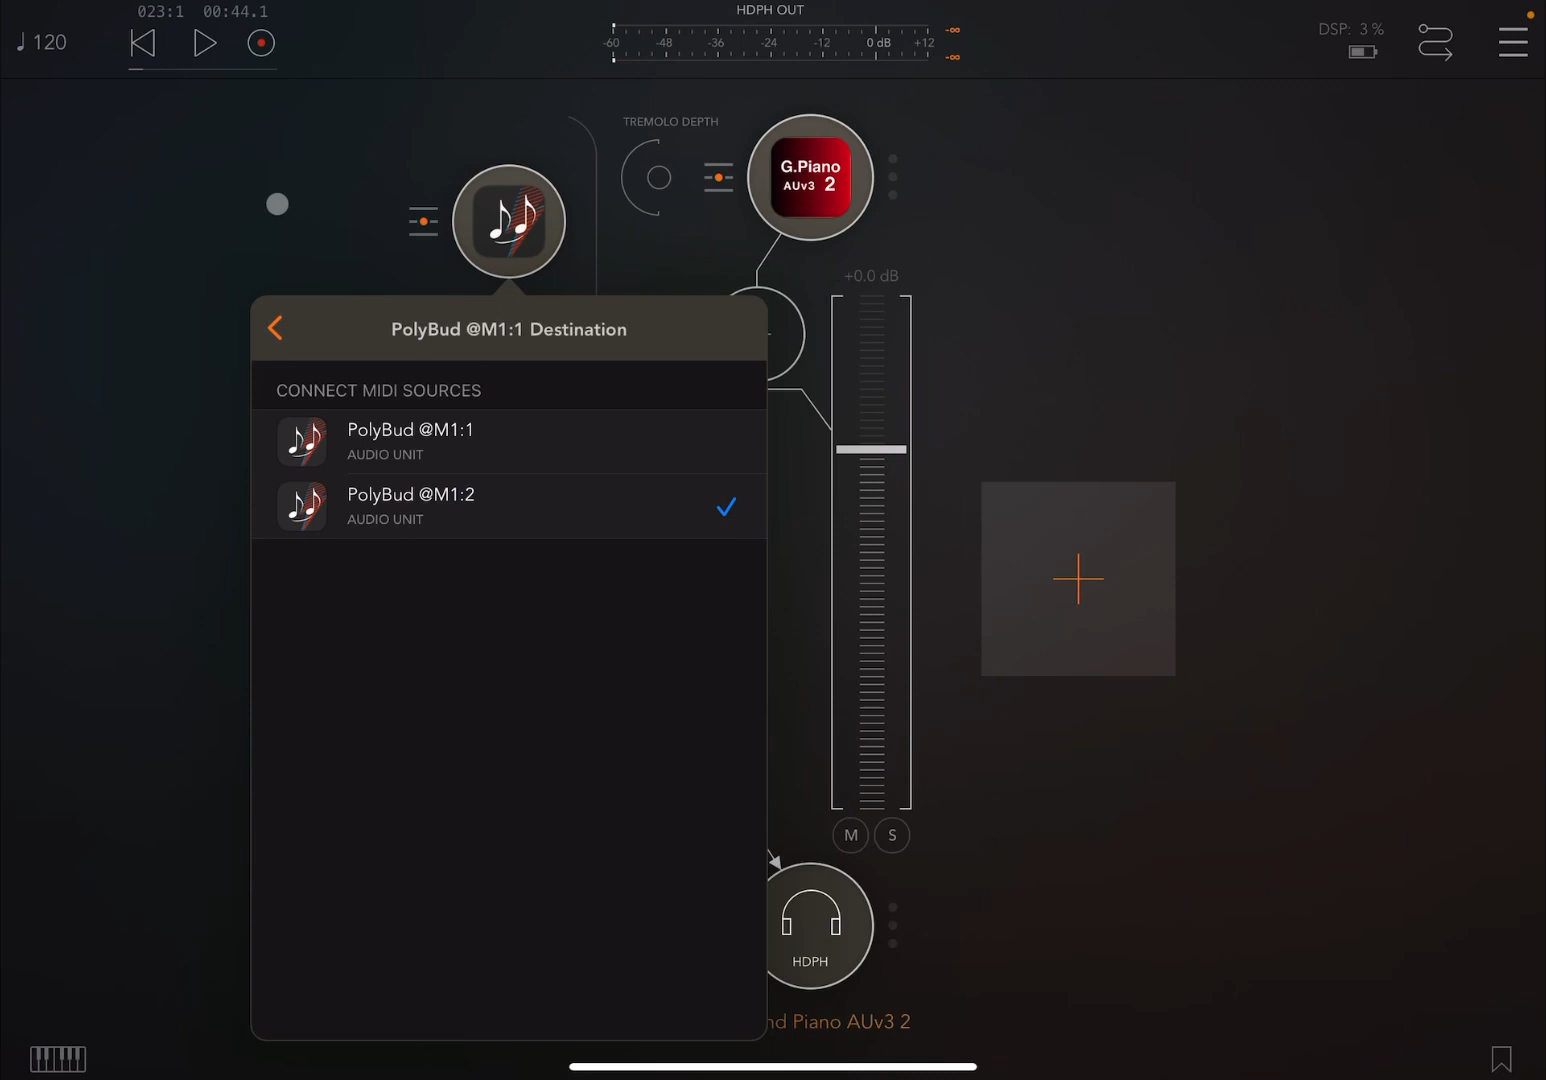 023:1 00:44.1
120
HDPH OUT
-60 -48 -36 -24 -12 0 dB +12
-∞
-∞
DSP: 3 %
TREMOLO DEPTH
G.Piano
AUv3 2
+0.0 dB
PolyBud @M1:1 Destination
CONNECT MIDI SOURCES
PolyBud @M1:1
AUDIO UNIT
PolyBud @M1:2
AUDIO UNIT
M S
HDPH
nd Piano AUv3 2